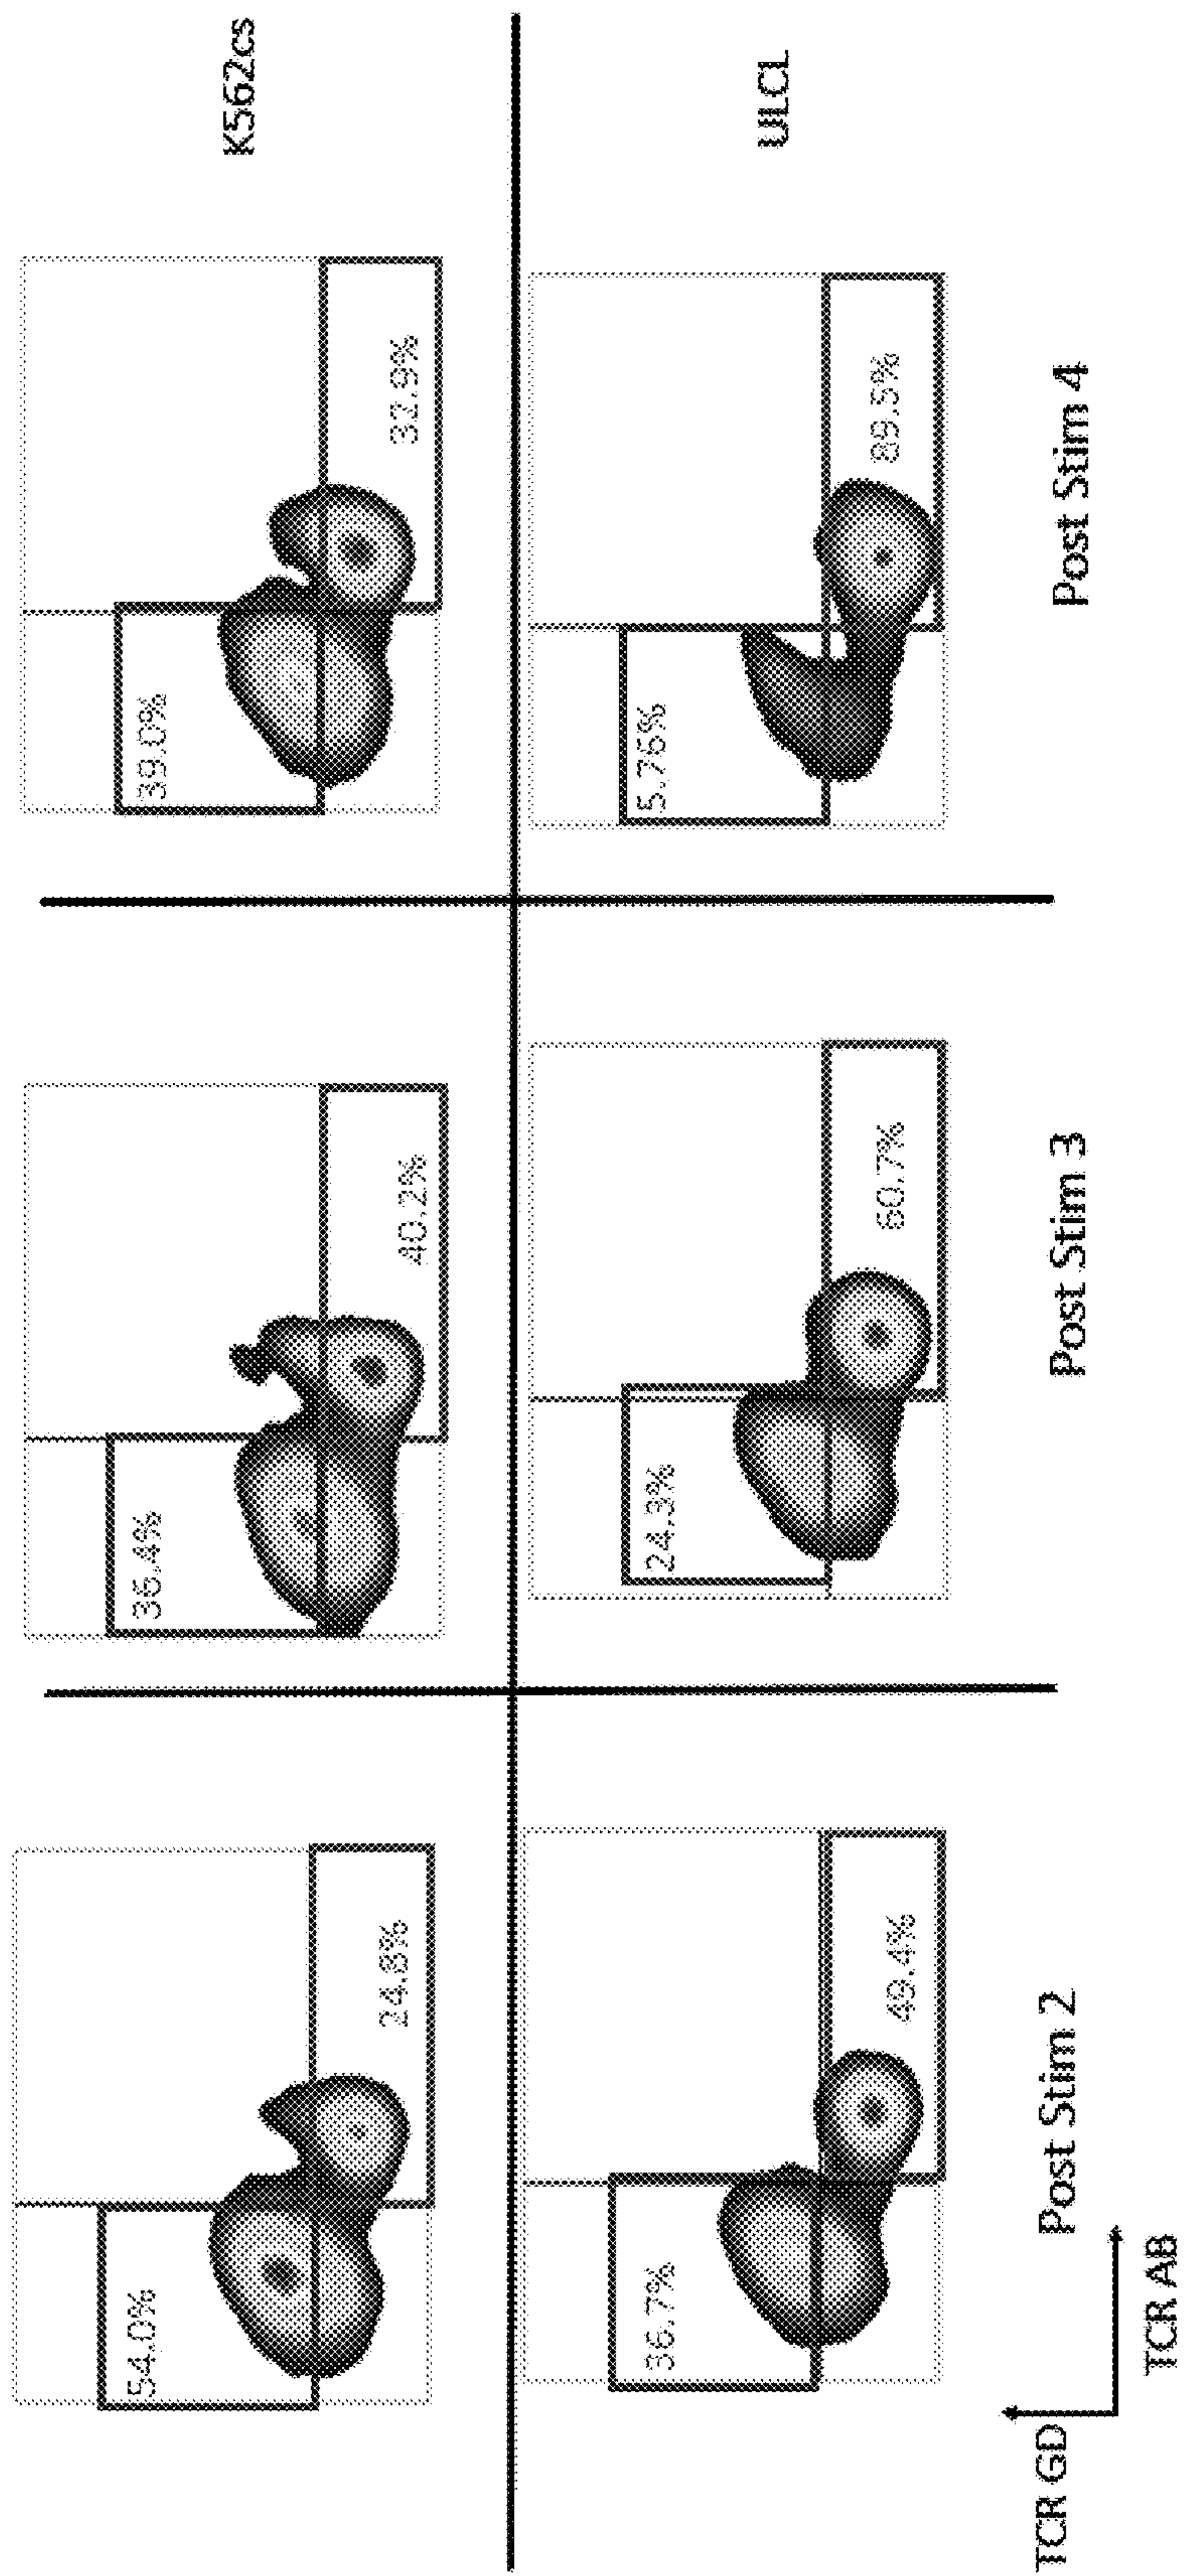 54.0%
24.8%
36.4%
40.2%
39.0%
32.9%
K562cs
36.7%
49.4%
24.3%
60.7%
5.76%
89.5%
ULCL
Post Stim 2
Post Stim 3
Post Stim 4
TCR GD
TCR AB